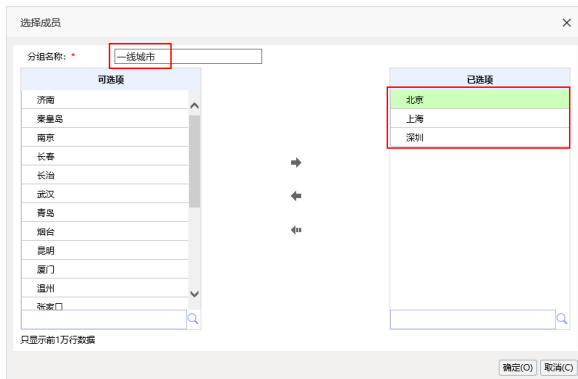 选择成员
分组名称: * 一线城市
可选项
济南
秦皇岛
南京
长春
长治
武汉
青岛
烟台
昆明
厦门
温州
张家口
已选项
北京
上海
深圳
只显示前1万行数据
确定(O) 取消(C)